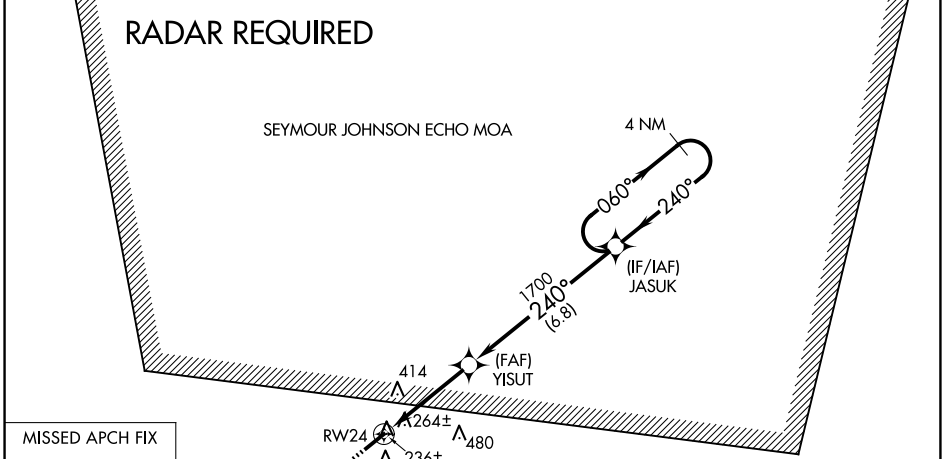 RADAR REQUIRED
SEYMOUR JOHNSON ECHO MOA
4 NM
060°
240°
(IF/IAF)
JASUK
1700
240°
(6.8)
(FAF)
YISUT
414
264±
RW24
480
236±
MISSED APCH FIX